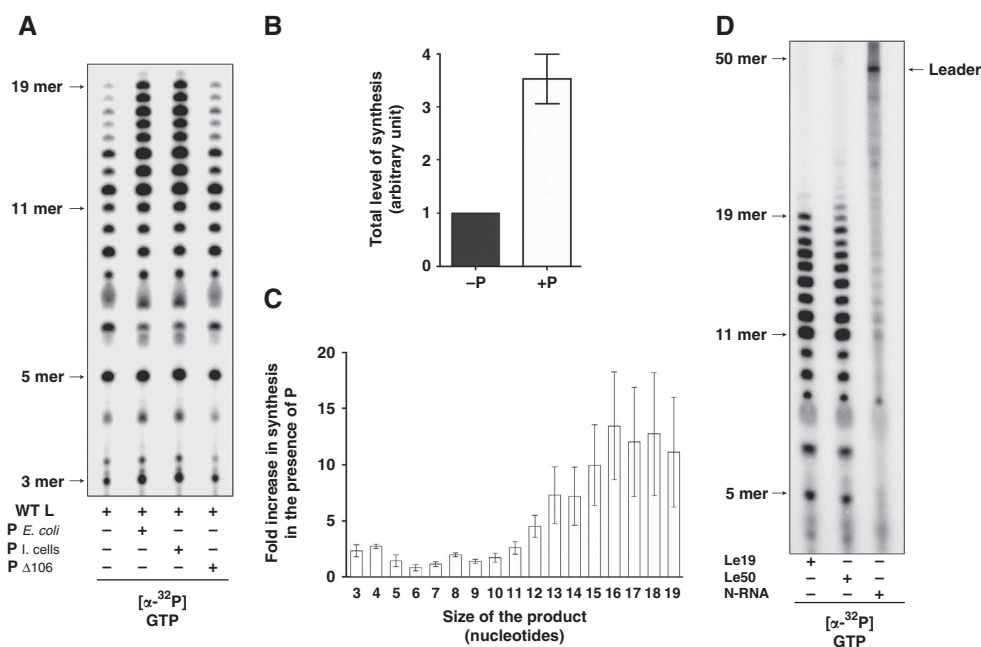 A
19 mer
11 mer
5 mer
3 mer
WT L + + + +
P E. coli – + – –
P I. cells – – + –
P Δ106 – – – +
[α-32P]
GTP
B
Total level of synthesis
(arbitrary unit)
4
3
2
1
0
–P +P
C
Fold increase in synthesis
in the presence of P
20
15
10
5
0
3 4 5 6 7 8 9 10 11 12 13 14 15 16 17 18 19
Size of the product
(nucleotides)
D
50 mer
Leader
19 mer
11 mer
5 mer
Le19 + – –
Le50 – + –
N-RNA – – +
[α-32P]
GTP